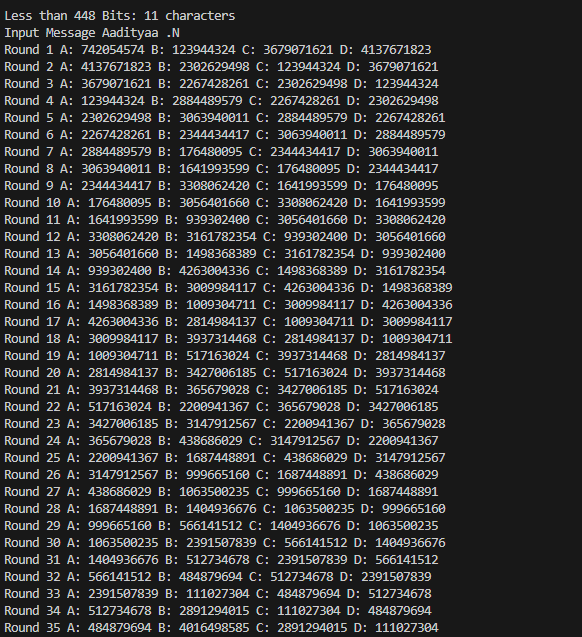 Less than 448 Bits: 11 characters
Input Message Aadityaa .N
Round 1 A: 742054574 B: 123944324 C: 3679071621 D: 4137671823
Round 2 A: 4137671823 B: 2302629498 C: 123944324 D: 3679071621
Round 3 A: 3679071621 B: 2267428261 C: 2302629498 D: 123944324
Round 4 A: 123944324 B: 2884489579 C: 2267428261 D: 2302629498
Round 5 A: 2302629498 B: 3063940011 C: 2884489579 D: 2267428261
Round 6 A: 2267428261 B: 2344434417 C: 3063940011 D: 2884489579
Round 7 A: 2884489579 B: 176480095 C: 2344434417 D: 3063940011
Round 8 A: 3063940011 B: 1641993599 C: 176480095 D: 2344434417
Round 9 A: 2344434417 B: 3308062420 C: 1641993599 D: 176480095
Round 10 A: 176480095 B: 3056401660 C: 3308062420 D: 1641993599
Round 11 A: 1641993599 B: 939302400 C: 3056401660 D: 3308062420
Round 12 A: 3308062420 B: 3161782354 C: 939302400 D: 3056401660
Round 13 A: 3056401660 B: 1498368389 C: 3161782354 D: 939302400
Round 14 A: 939302400 B: 4263004336 C: 1498368389 D: 3161782354
Round 15 A: 3161782354 B: 3009984117 C: 4263004336 D: 1498368389
Round 16 A: 1498368389 B: 1009304711 C: 3009984117 D: 4263004336
Round 17 A: 4263004336 B: 2814984137 C: 1009304711 D: 3009984117
Round 18 A: 3009984117 B: 3937314468 C: 2814984137 D: 1009304711
Round 19 A: 1009304711 B: 517163024 C: 3937314468 D: 2814984137
Round 20 A: 2814984137 B: 3427006185 C: 517163024 D: 3937314468
Round 21 A: 3937314468 B: 365679028 C: 3427006185 D: 517163024
Round 22 A: 517163024 B: 2200941367 C: 365679028 D: 3427006185
Round 23 A: 3427006185 B: 3147912567 C: 2200941367 D: 365679028
Round 24 A: 365679028 B: 438686029 C: 3147912567 D: 2200941367
Round 25 A: 2200941367 B: 1687448891 C: 438686029 D: 3147912567
Round 26 A: 3147912567 B: 999665160 C: 1687448891 D: 438686029
Round 27 A: 438686029 B: 1063500235 C: 999665160 D: 1687448891
Round 28 A: 1687448891 B: 1404936676 C: 1063500235 D: 999665160
Round 29 A: 999665160 B: 566141512 C: 1404936676 D: 1063500235
Round 30 A: 1063500235 B: 2391507839 C: 566141512 D: 1404936676
Round 31 A: 1404936676 B: 512734678 C: 2391507839 D: 566141512
Round 32 A: 566141512 B: 484879694 C: 512734678 D: 2391507839
Round 33 A: 2391507839 B: 111027304 C: 484879694 D: 512734678
Round 34 A: 512734678 B: 2891294015 C: 111027304 D: 484879694
Round 35 A: 484879694 B: 4016498585 C: 2891294015 D: 111027304